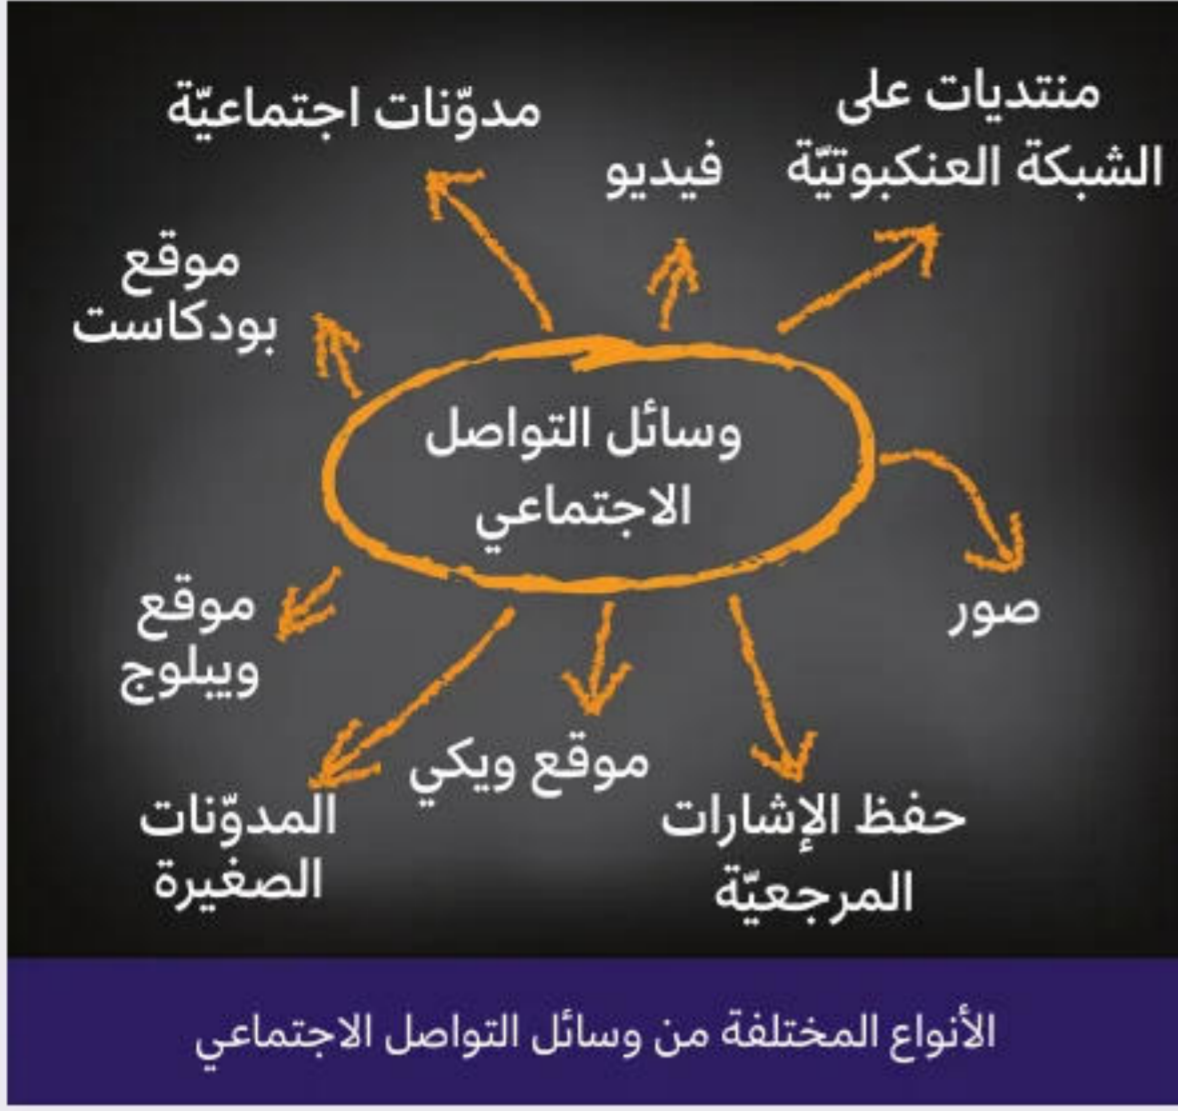 منتديات على
الشبكة العنكبوتيّة
فيديو
مدوّنات اجتماعيّة
موقع
بودكاست
وسائل التواصل
الاجتماعي
صور
موقع
ويبلوج
موقع ويكي
حفظ الإشارات
المرجعيّة
المدوّنات
الصغيرة
الأنواع المختلفة من وسائل التواصل الاجتماعي